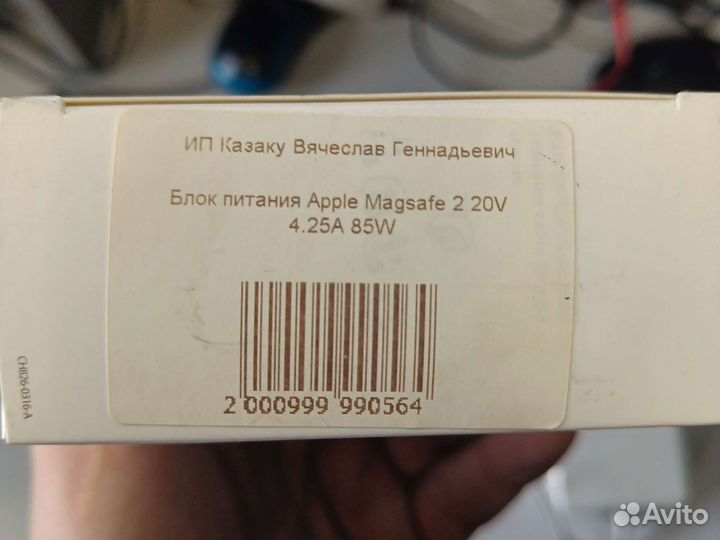 ИП Казаку Вячеслав Геннадьевич
Блок питания Apple Magsafe 2 20V
4.25A 85W
2 000999 990564
CH826-0316-A
Avito